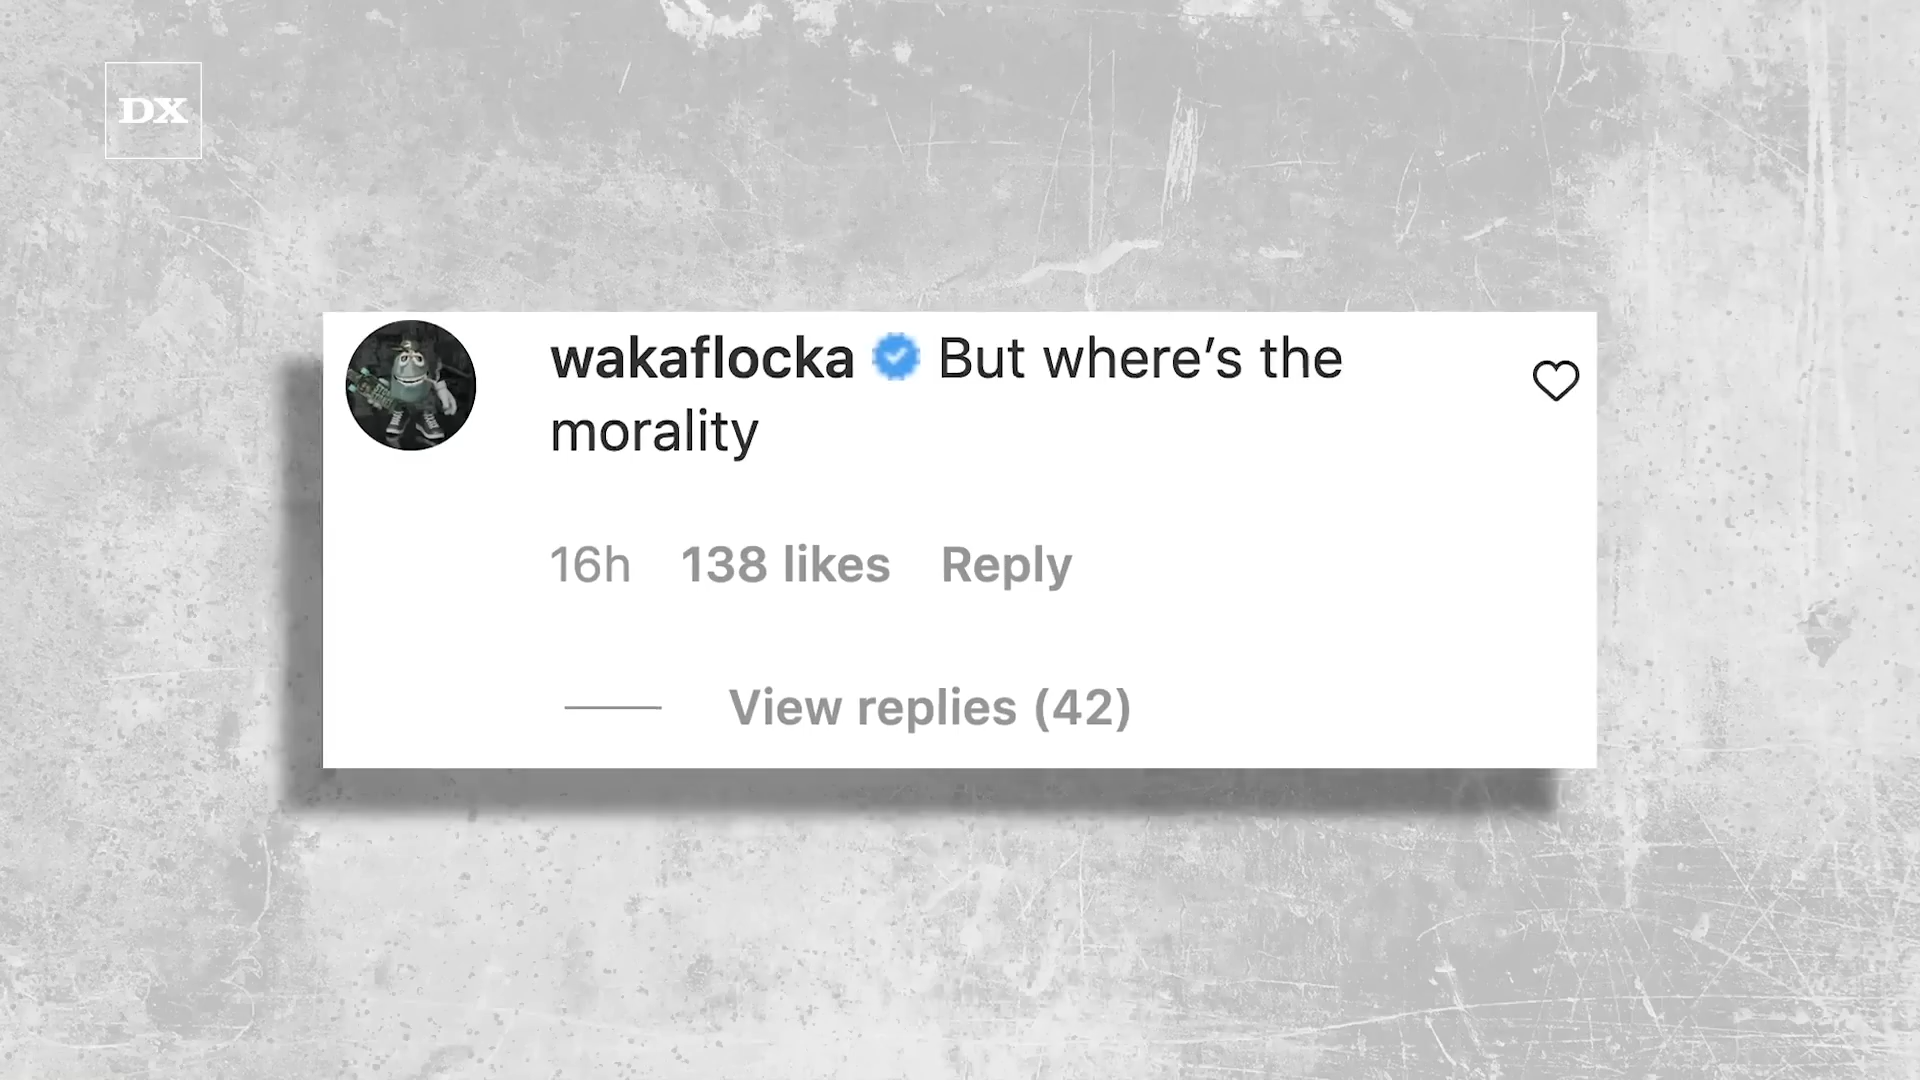 DX
wakaflocka But where’s the
morality
16h 138 likes Reply
View replies (42)